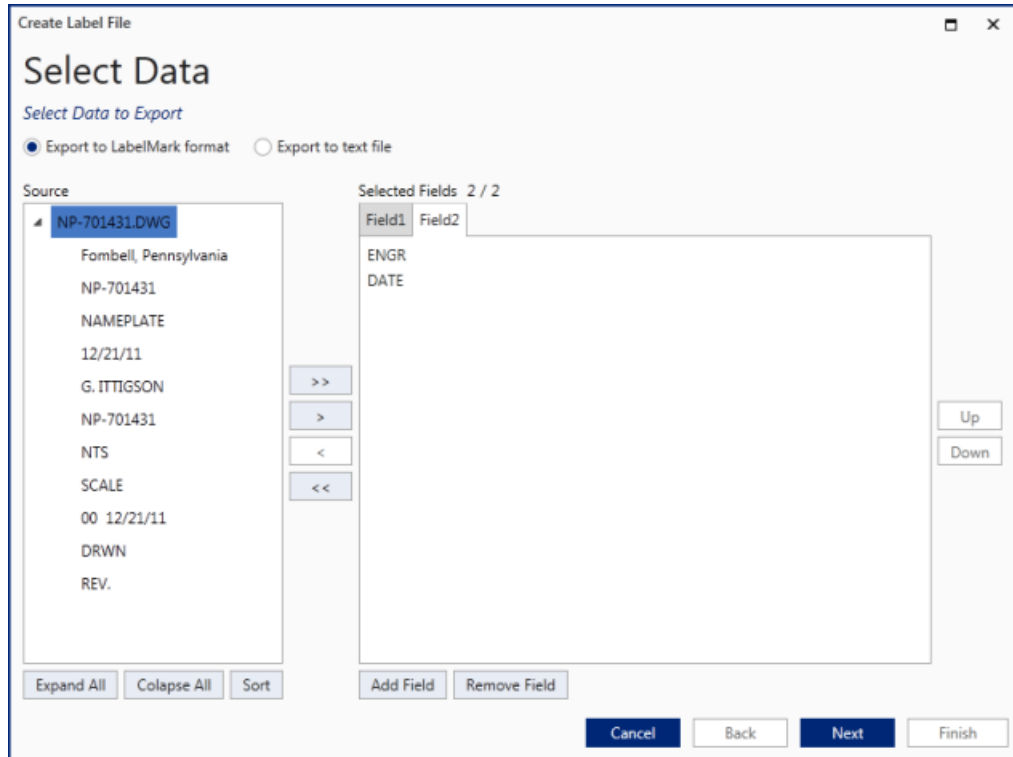 Create Label File
Select Data
Select Data to Export
Export to LabelMark format Export to text file
Source
NP-701431.DWG
Fombell, Pennsylvania
NP-701431
NAMEPLATE
12/21/11
G. ITTIGSON
NP-701431
NTS
SCALE
00 12/21/11
DRWN
REV.
Expand All Colapse All Sort
>>
>
<
<<
Selected Fields 2 / 2
Field1 Field2
ENGR
DATE
Add Field Remove Field
Up
Down
Cancel Back Next Finish